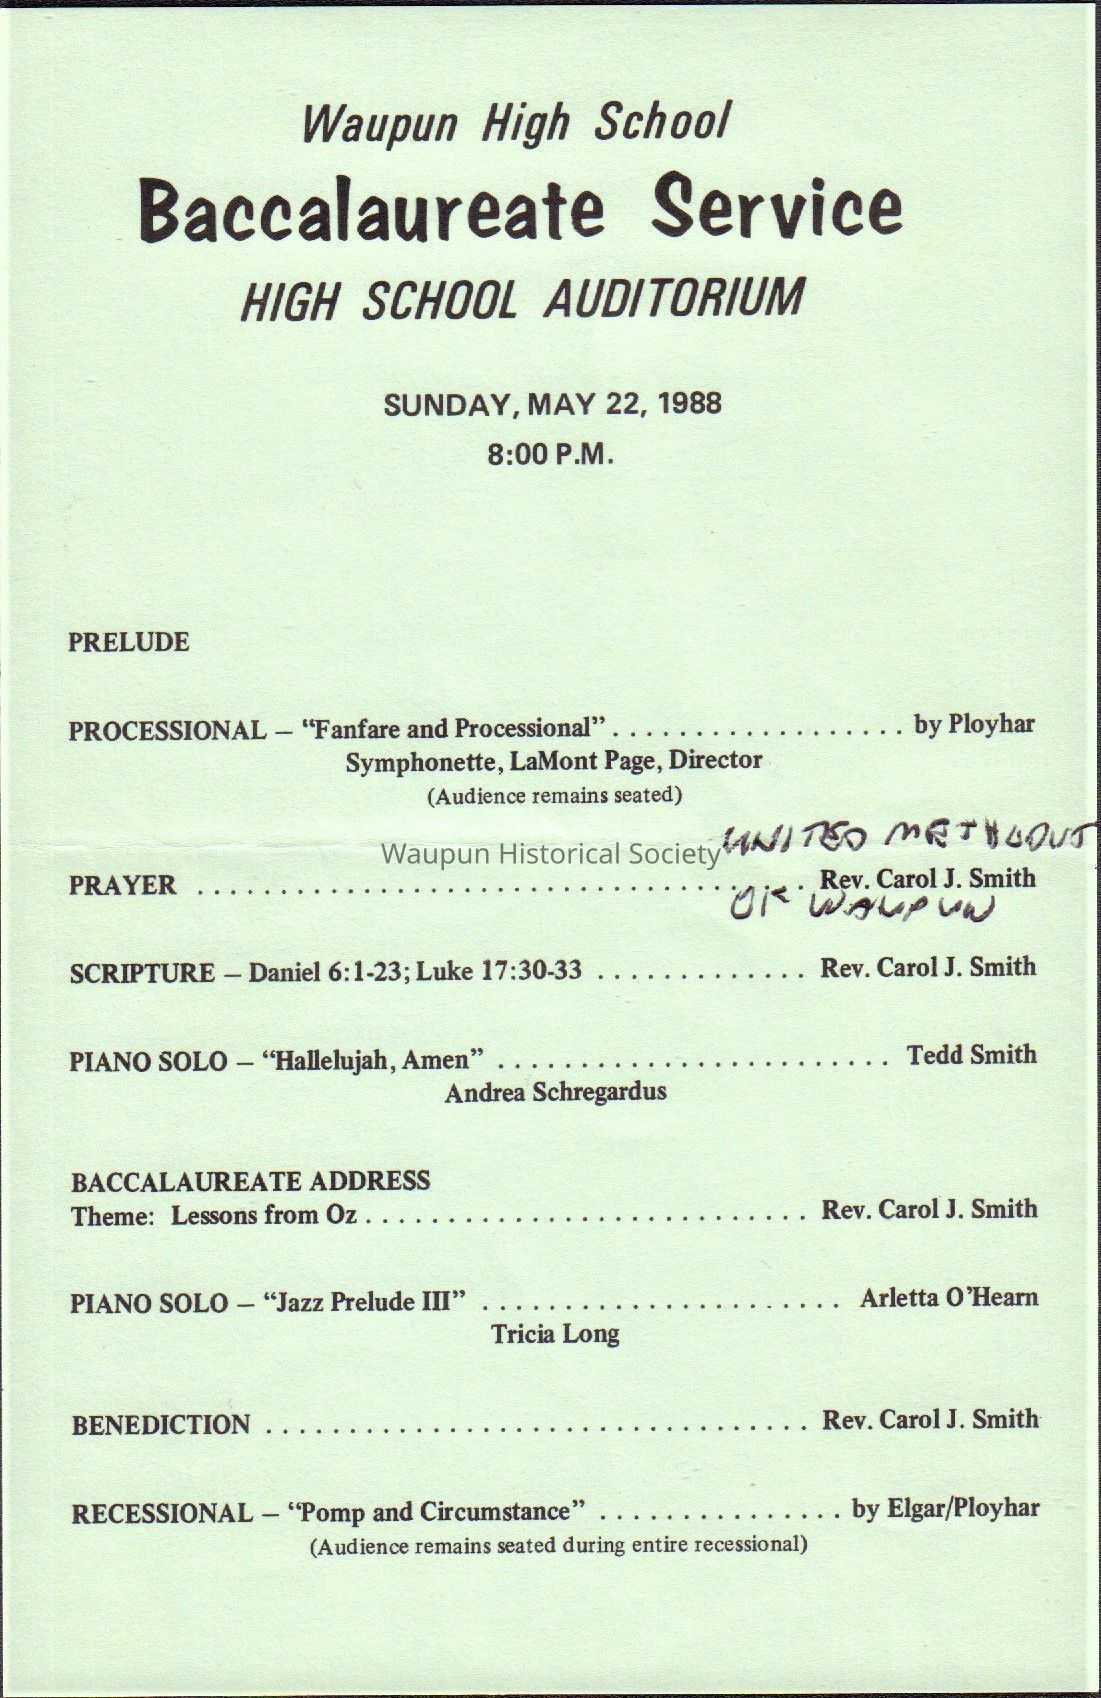 Waupun High School
Baccalaureate Service
HIGH SCHOOL AUDITORIUM
SUNDAY, MAY 22, 1988
8:00 P.M.
PRELUDE
PROCESSIONAL — “Fanfare and Processional” . . . . . . . . . . . . . . . . . . by Ployhar
Symphonette, LaMont Page, Director
(Audience remains seated)
UNITED METHODIST
Waupun Historical Society
PRAYER . . . . . . . . . . . . . . . . . . . . . . . . . . . . . . . . . . . . . Rev. Carol J. Smith
OF WAUPUN
SCRIPTURE — Daniel 6:1-23; Luke 17:30-33 . . . . . . . . . . . . . Rev. Carol J. Smith
PIANO SOLO — “Hallelujah, Amen” . . . . . . . . . . . . . . . . . . . . . . . . Tedd Smith
Andrea Schregardus
BACCALAUREATE ADDRESS
Theme: Lessons from Oz . . . . . . . . . . . . . . . . . . . . . . . . . . . Rev. Carol J. Smith
PIANO SOLO — “Jazz Prelude III” . . . . . . . . . . . . . . . . . . . . . . Arletta O’Hearn
Tricia Long
BENEDICTION . . . . . . . . . . . . . . . . . . . . . . . . . . . . . . . . . Rev. Carol J. Smith
RECESSIONAL — “Pomp and Circumstance” . . . . . . . . . . . . . . . by Elgar/Ployhar
(Audience remains seated during entire recessional)